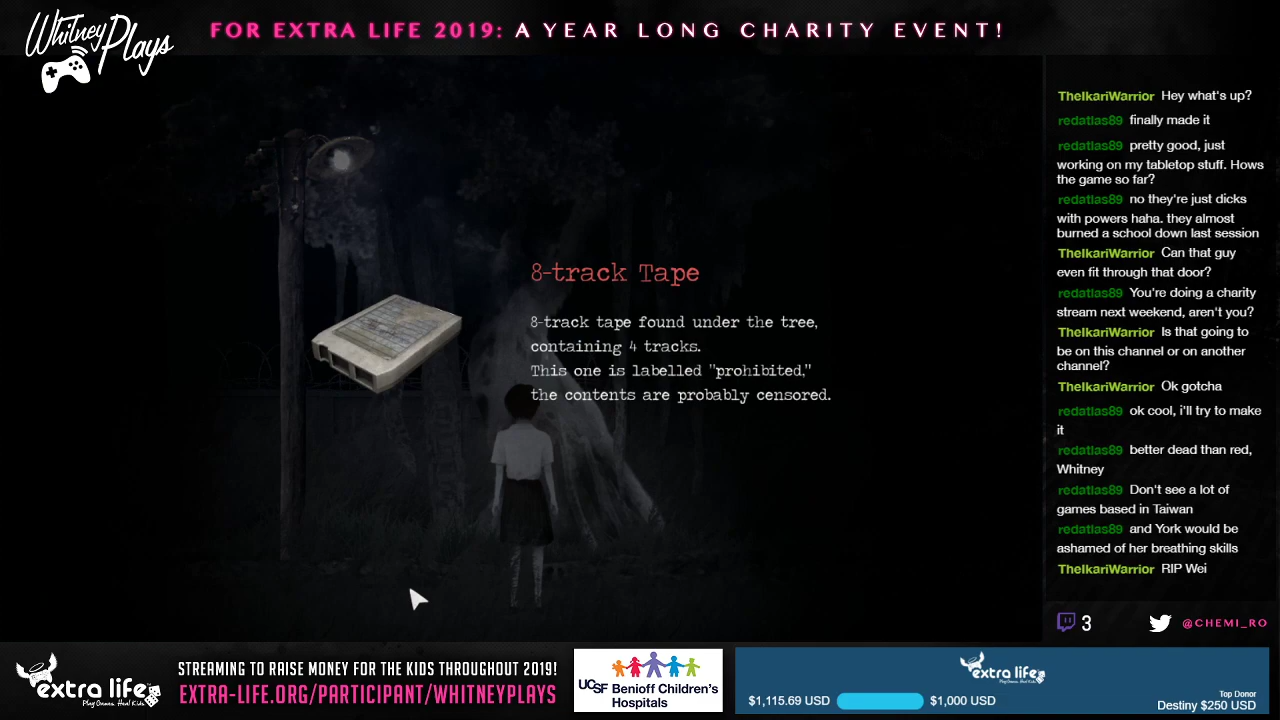 WhitneyPlays
FOR EXTRA LIFE 2019: A YEAR LONG CHARITY EVENT!
8-track Tape
8-track tape found under the tree,
containing 4 tracks.
This one is labelled "prohibited,"
the contents are probably censored.
TheIkariWarrior Hey what's up?
redatlas89 finally made it
redatlas89 pretty good, just
working on my tabletop stuff. Hows
the game so far?
redatlas89 no they're just dicks
with powers haha. they almost
burned a school down last session
TheIkariWarrior Can that guy
even fit through that door?
redatlas89 You're doing a charity
stream next weekend, aren't you?
TheIkariWarrior Is that going to
be on this channel or on another
channel?
TheIkariWarrior Ok gotcha
redatlas89 ok cool, i'll try to make
it
redatlas89 better dead than red,
Whitney
redatlas89 Don't see a lot of
games based in Taiwan
redatlas89 and York would be
ashamed of her breathing skills
TheIkariWarrior RIP Wei
3
@CHEMI_RO
extra life
Play Games. Heal Kids.
STREAMING TO RAISE MONEY FOR THE KIDS THROUGHOUT 2019!
EXTRA-LIFE.ORG/PARTICIPANT/WHITNEYPLAYS
UCSF Benioff Children's
Hospitals
extra life
Play Games. Heal Kids.
$1,115.69 USD
$1,000 USD
Top Donor
Destiny $250 USD